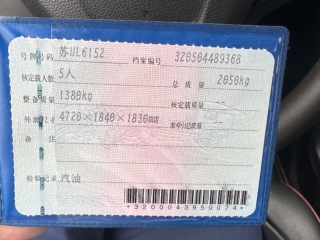 号牌号码 苏UL6152 档案编号 320504489368
核定载人数 5人 总质量 2050kg
整备质量 1380kg 核定载质量
外廓尺寸 4720×1840×1830mm 准牵引总质量
备注
检验记录 汽油
*3200043950074*